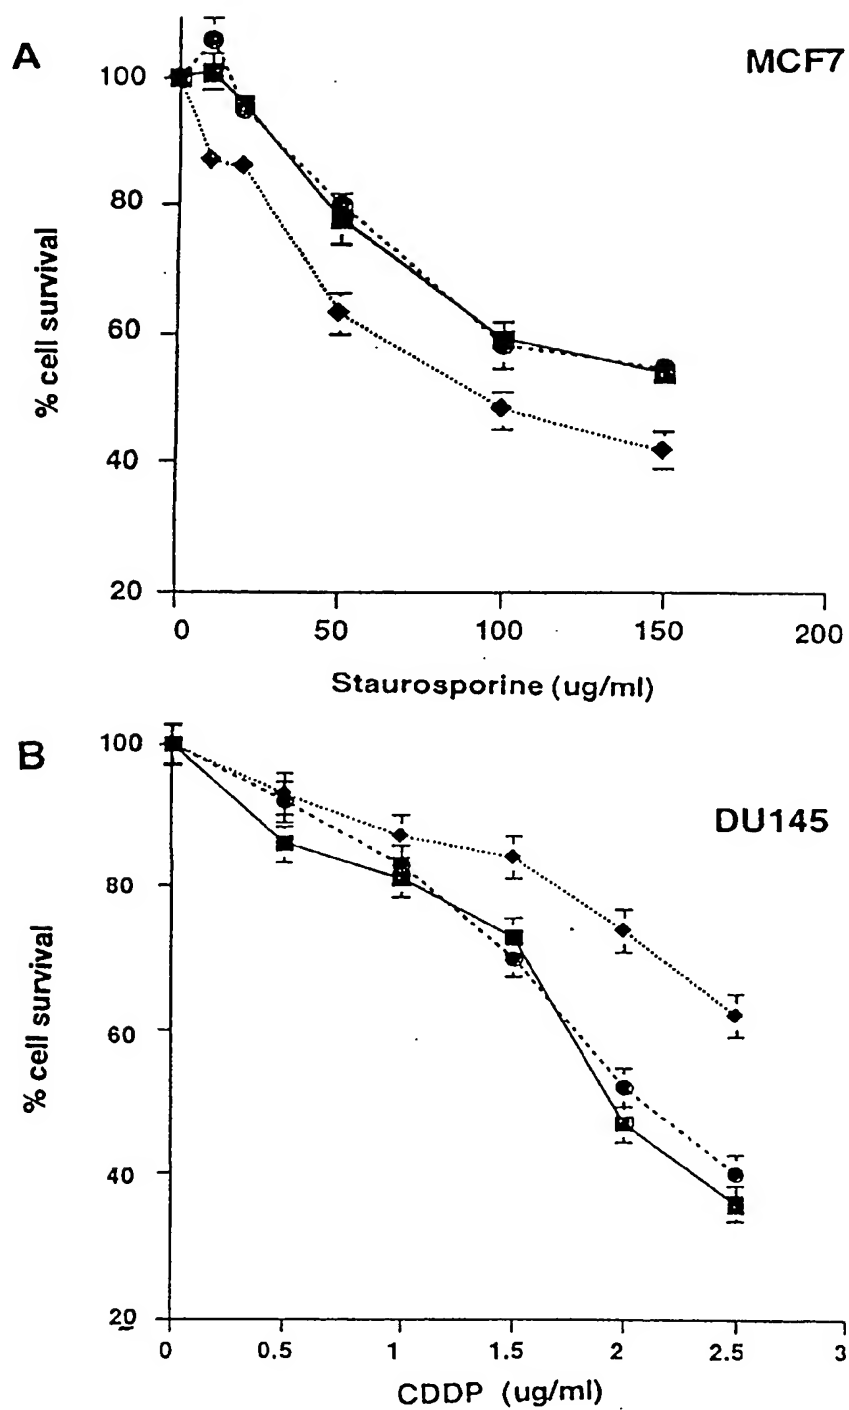 A
MCF7
100
80
60
40
20
% cell survival
0 50 100 150 200
Staurosporine (ug/ml)
B
DU145
100
80
60
40
20
% cell survival
0 0.5 1 1.5 2 2.5 3
CDDP (ug/ml)